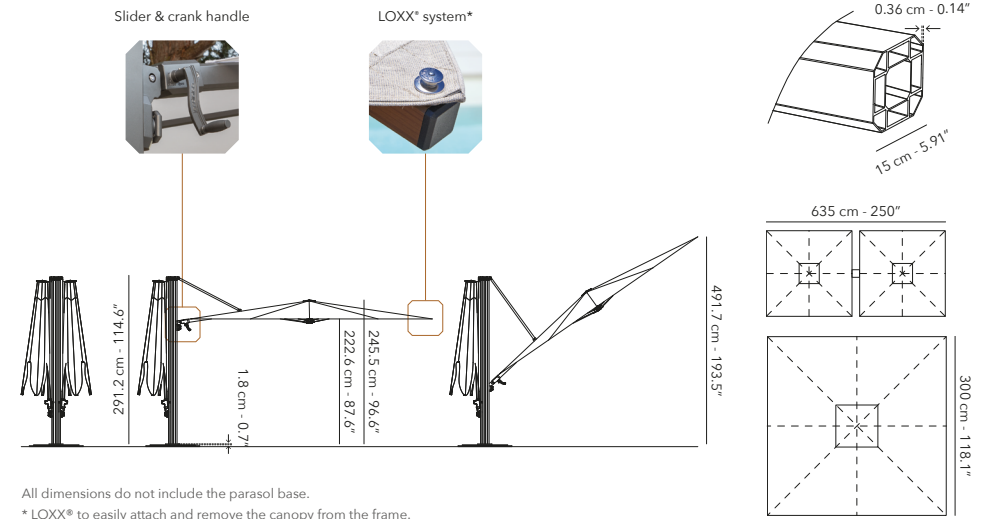 Slider & crank handle
LOXX® system*
0.36 cm - 0.14”
15 cm - 5.91”
635 cm - 250”
291.2 cm - 114.6”
1.8 cm - 0.7”
222.6 cm - 87.6”
245.5 cm - 96.6”
491.7 cm - 193.5”
300 cm - 118.1”
All dimensions do not include the parasol base.
* LOXX® to easily attach and remove the canopy from the frame.